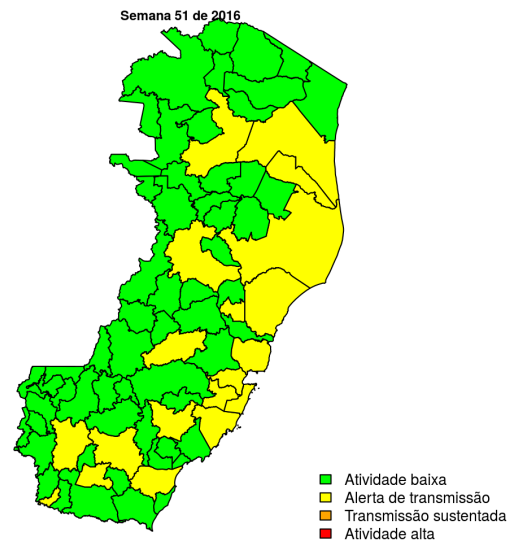 Semana 51 de 2016
Atividade baixa
Alerta de transmissão
Transmissão sustentada
Atividade alta